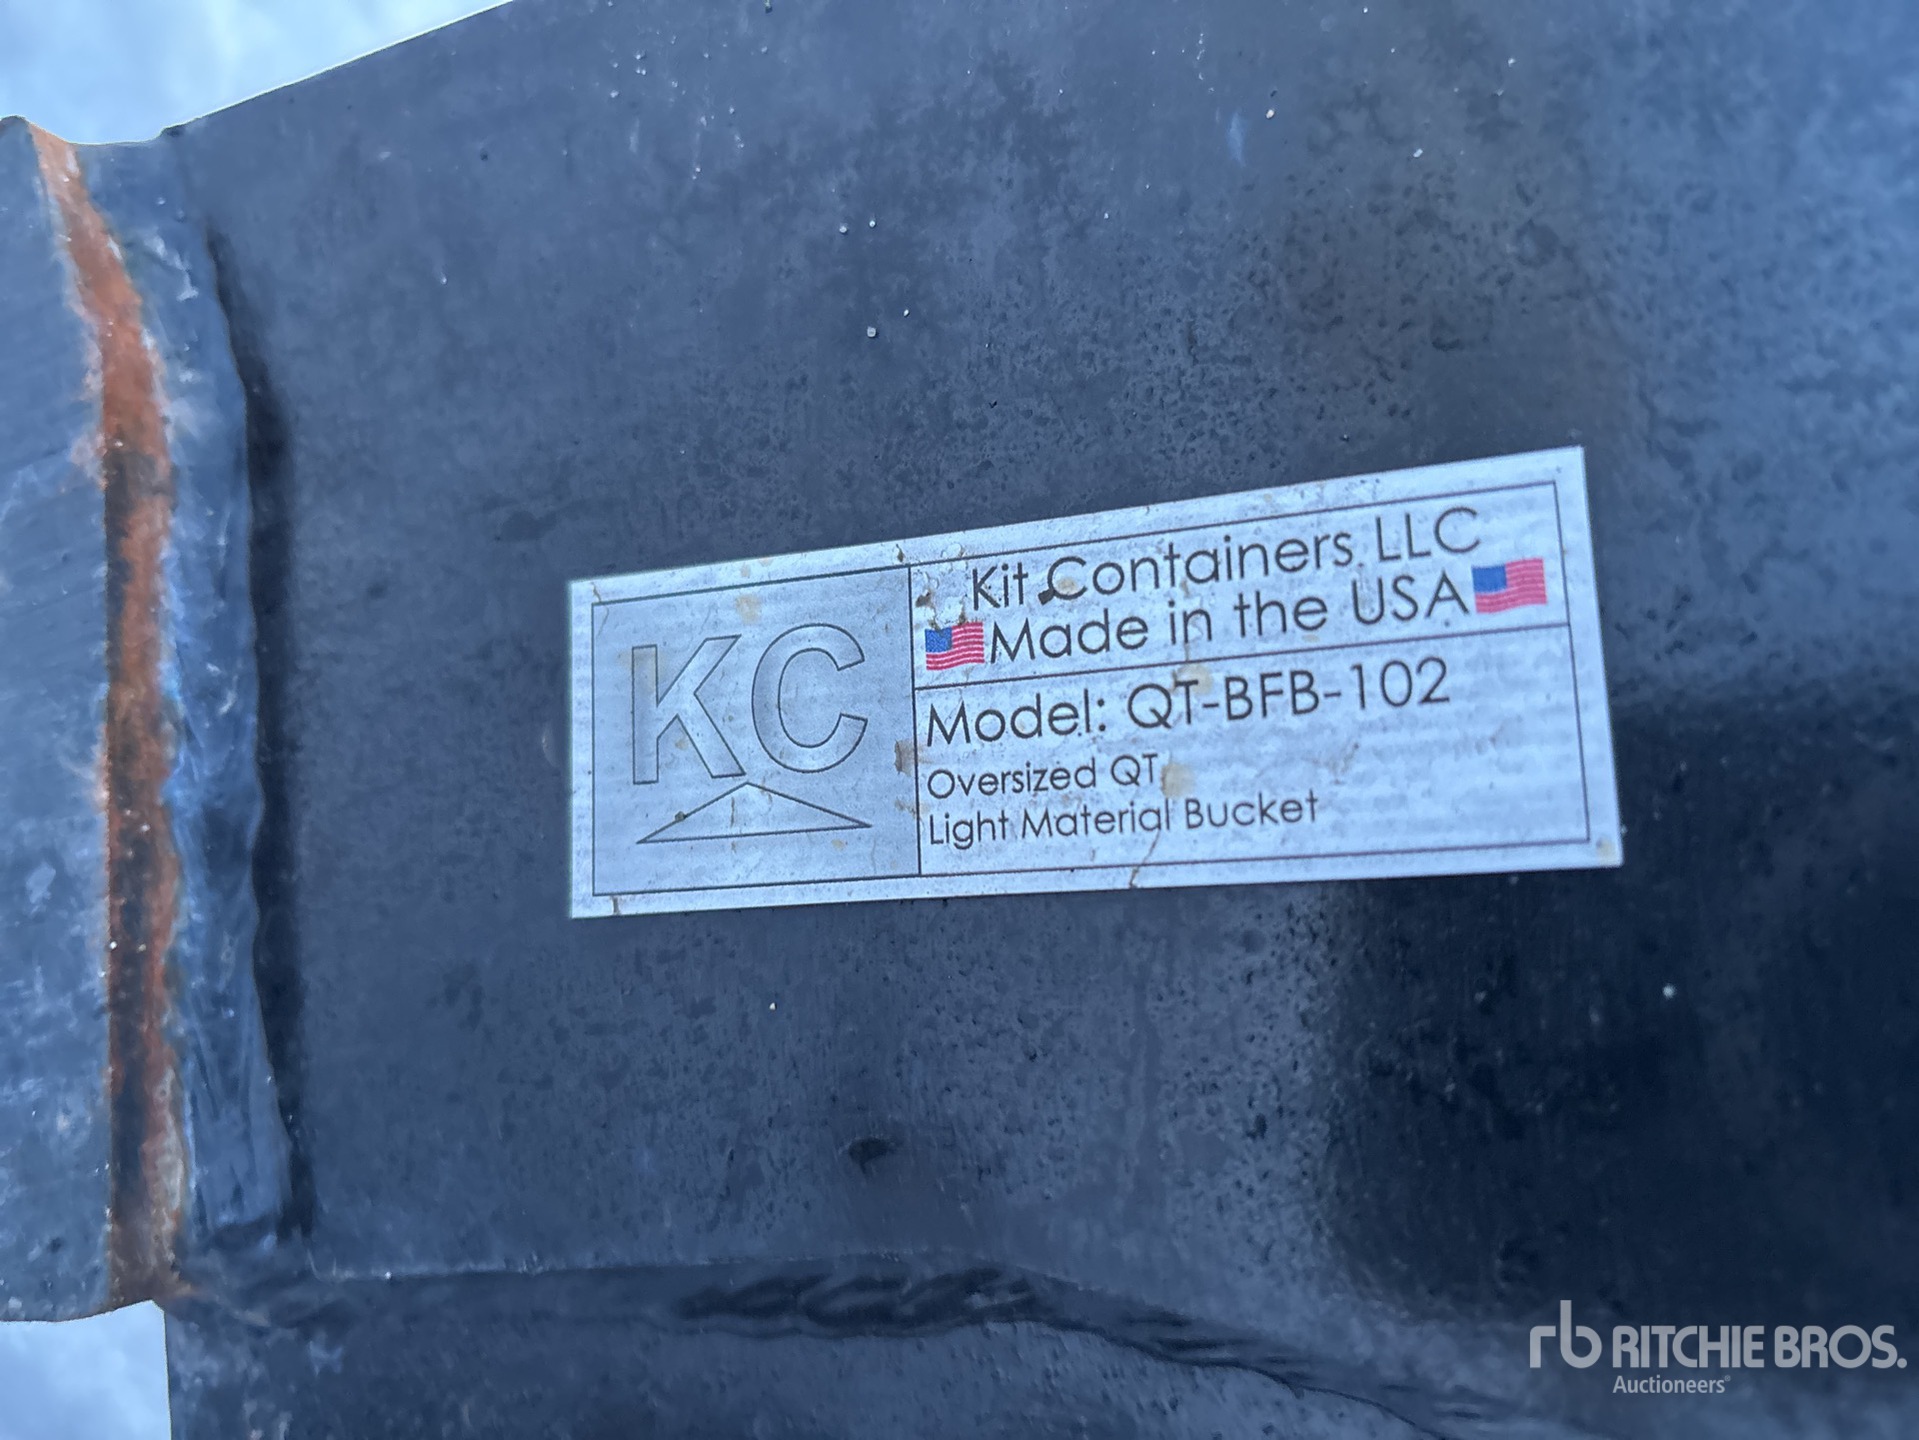 KC
Kit Containers LLC
Made in the USA
Model: QT-BFB-102
Oversized QT
Light Material Bucket
rb RITCHIE BROS.
Auctioneers®